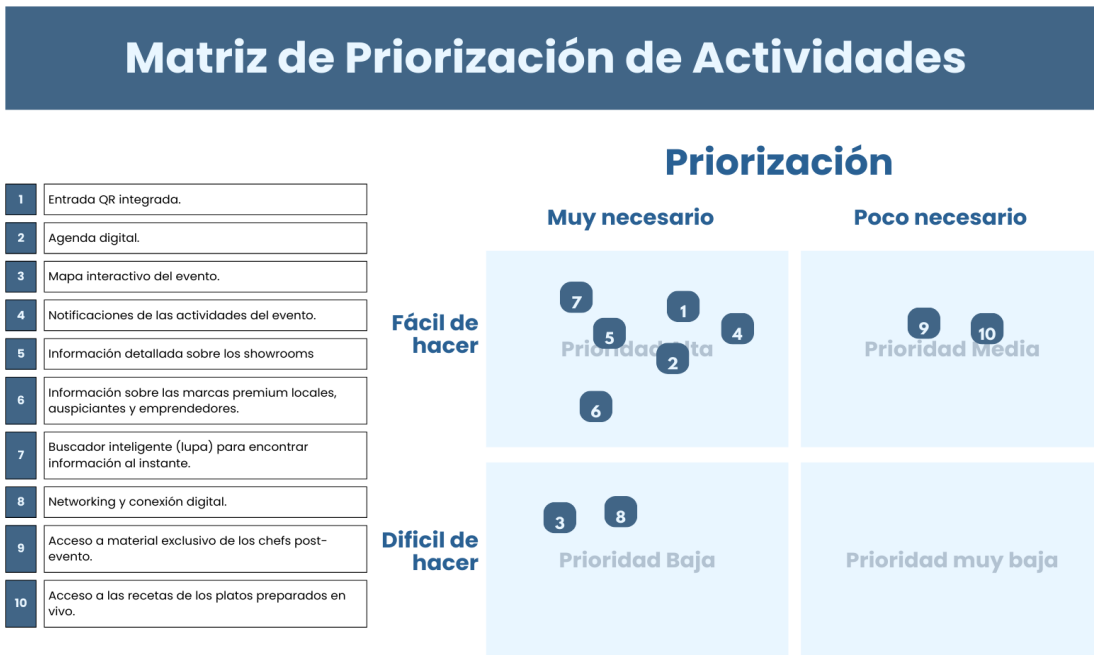 Matriz de Priorización de Actividades
1 Entrada QR integrada.
2 Agenda digital.
3 Mapa interactivo del evento.
4 Notificaciones de las actividades del evento.
5 Información detallada sobre los showrooms
6 Información sobre las marcas premium locales,
auspiciantes y emprendedores.
7 Buscador inteligente (lupa) para encontrar
información al instante.
8 Networking y conexión digital.
9 Acceso a material exclusivo de los chefs post-
evento.
10 Acceso a las recetas de los platos preparados en
vivo.
Priorización
Muy necesario
Poco necesario
Fácil de
hacer
7
1
5
4
2
6
Prioridad Alta
9
10
Prioridad Media
Dificil de
hacer
3
8
Prioridad Baja
Prioridad muy baja